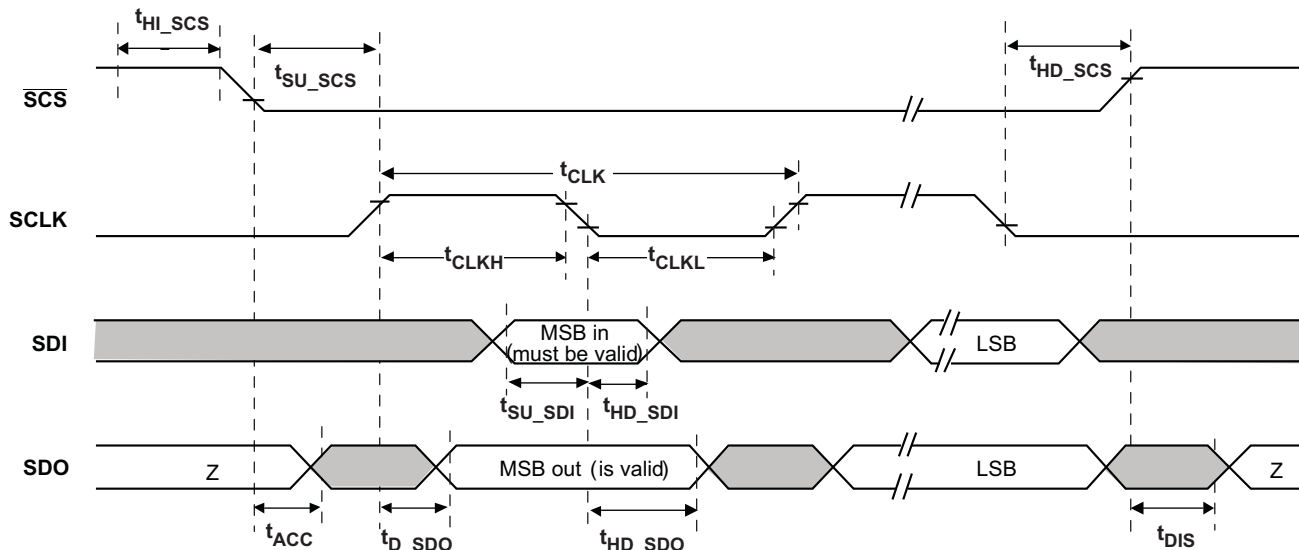 tHI_SCS
tSU_SCS
tHD_SCS
SCS
tCLK
SCLK
tCLKH
tCLKL
SDI
MSB in
(must be valid)
LSB
tSU_SDI
tHD_SDI
SDO
Z
MSB out (is valid)
LSB
Z
tACC
tD_SDO
tHD_SDO
tDIS